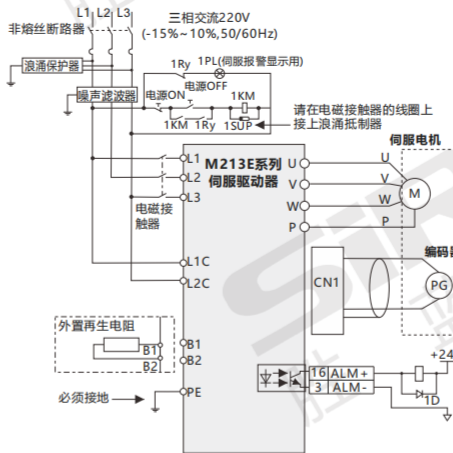 L1 L2 L3
三相交流220V
(-15%~10%,50/60Hz)
非熔丝断路器
浪涌保护器
噪声滤波器
1Ry
1PL(伺服报警显示用)
电源ON
电源OFF
1KM
1KM
1Ry
1SUP
请在电磁接触器的线圈上
接上浪涌抵制器
伺服电机
L1
L2
L3
电磁接
触器
M213E系列
伺服驱动器
U
V
W
P
U
V
W
P
M
L1C
L2C
CN1
编码器
PG
外置再生电阻
B1
B2
B1
B2
必须接地
PE
16 ALM+
3 ALM-
+24
1D